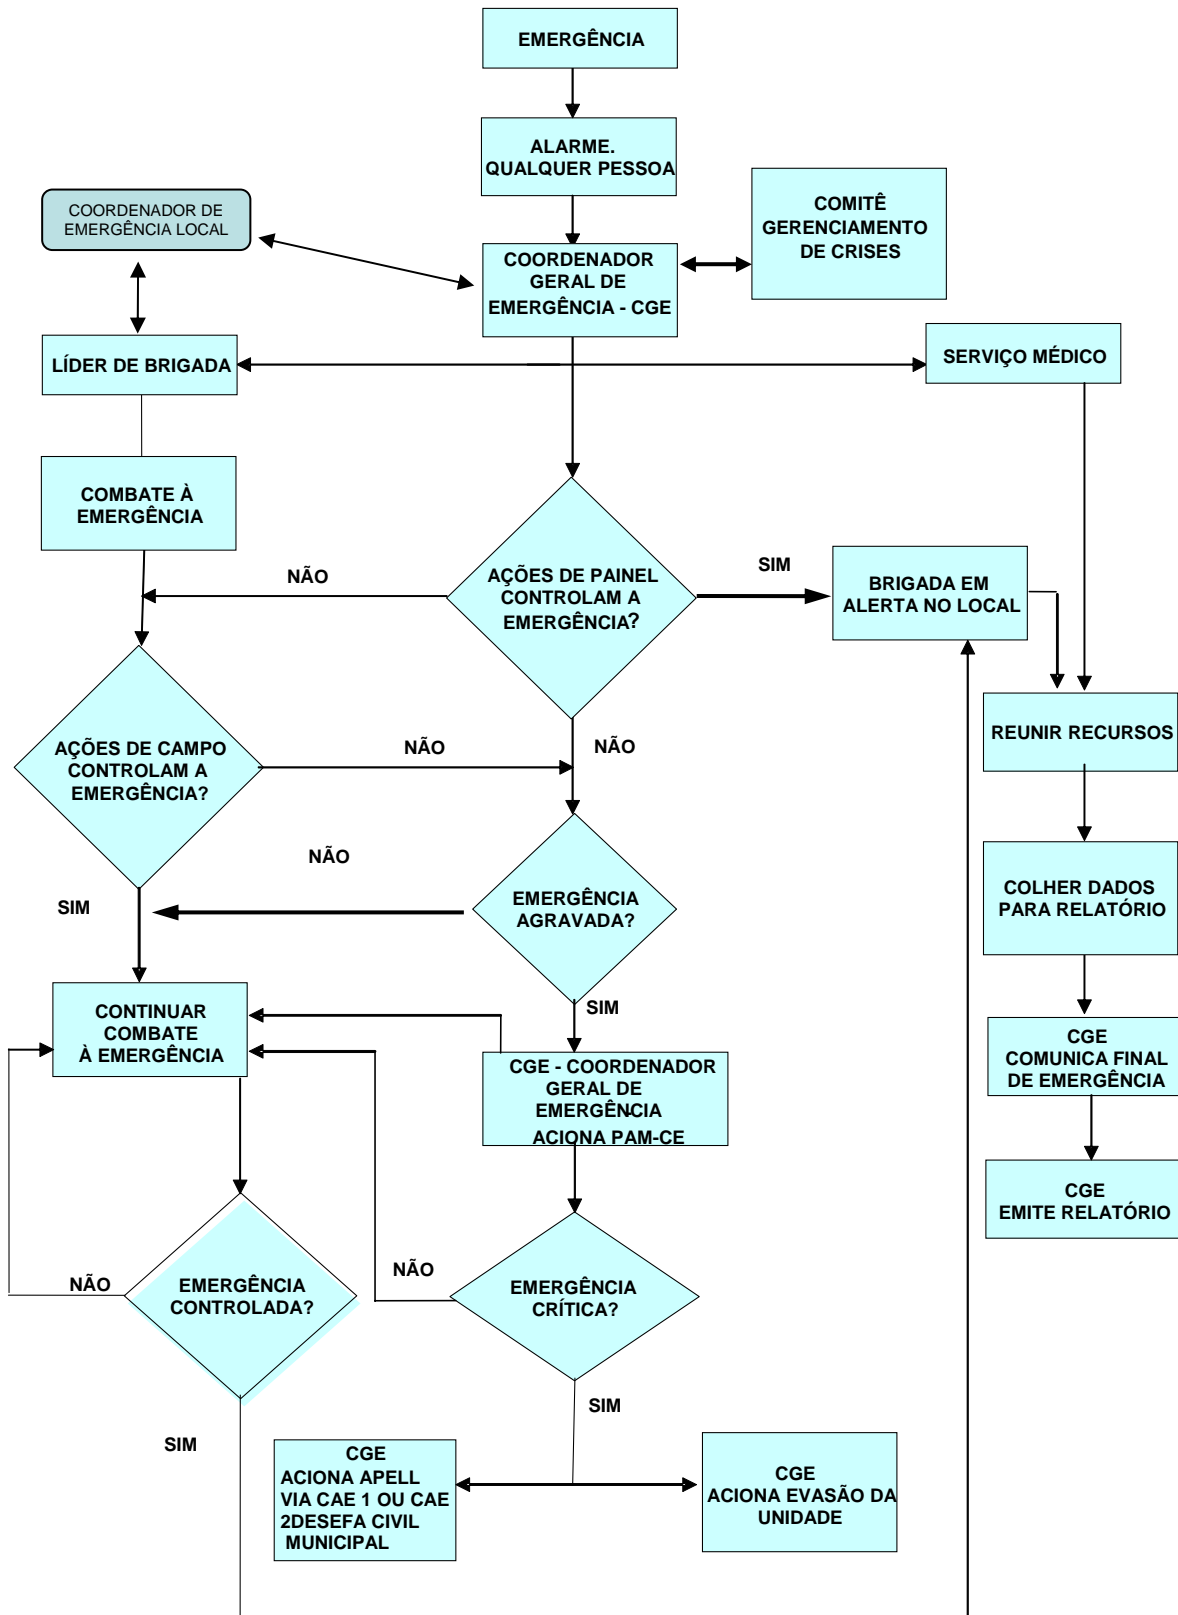 EMERGÊNCIA
ALARME.
QUALQUER PESSOA
COORDENADOR DE
EMERGÊNCIA LOCAL
COMITÊ
GERENCIAMENTO
DE CRISES
COORDENADOR
GERAL DE
EMERGÊNCIA - CGE
LÍDER DE BRIGADA
SERVIÇO MÉDICO
COMBATE À
EMERGÊNCIA
NÃO
AÇÕES DE PAINEL
CONTROLAM A
EMERGÊNCIA?
SIM
BRIGADA EM
ALERTA NO LOCAL
AÇÕES DE CAMPO
CONTROLAM A
EMERGÊNCIA?
NÃO
NÃO
REUNIR RECURSOS
NÃO
SIM
EMERGÊNCIA
AGRAVADA?
COLHER DADOS
PARA RELATÓRIO
CONTINUAR
COMBATE
À EMERGÊNCIA
SIM
CGE - COORDENADOR
GERAL DE
EMERGÊNCIA
ACIONA PAM-CE
CGE
COMUNICA FINAL
DE EMERGÊNCIA
CGE
EMITE RELATÓRIO
NÃO
EMERGÊNCIA
CONTROLADA?
NÃO
EMERGÊNCIA
CRÍTICA?
SIM
SIM
CGE
ACIONA APELL
VIA CAE 1 OU CAE
2DESEFA CIVIL
MUNICIPAL
CGE
ACIONA EVASÃO DA
UNIDADE